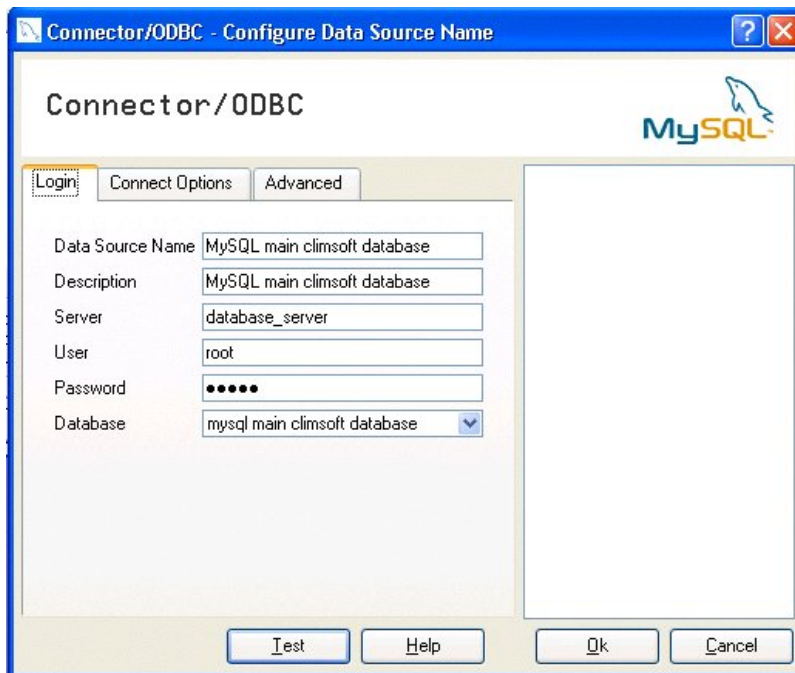 Connector/ODBC - Configure Data Source Name
Connector/ODBC
MySQL
Login Connect Options Advanced
Data Source Name MySQL main climsoft database
Description MySQL main climsoft database
Server database_server
User root
Password •••••
Database mysql main climsoft database
Test Help Ok Cancel